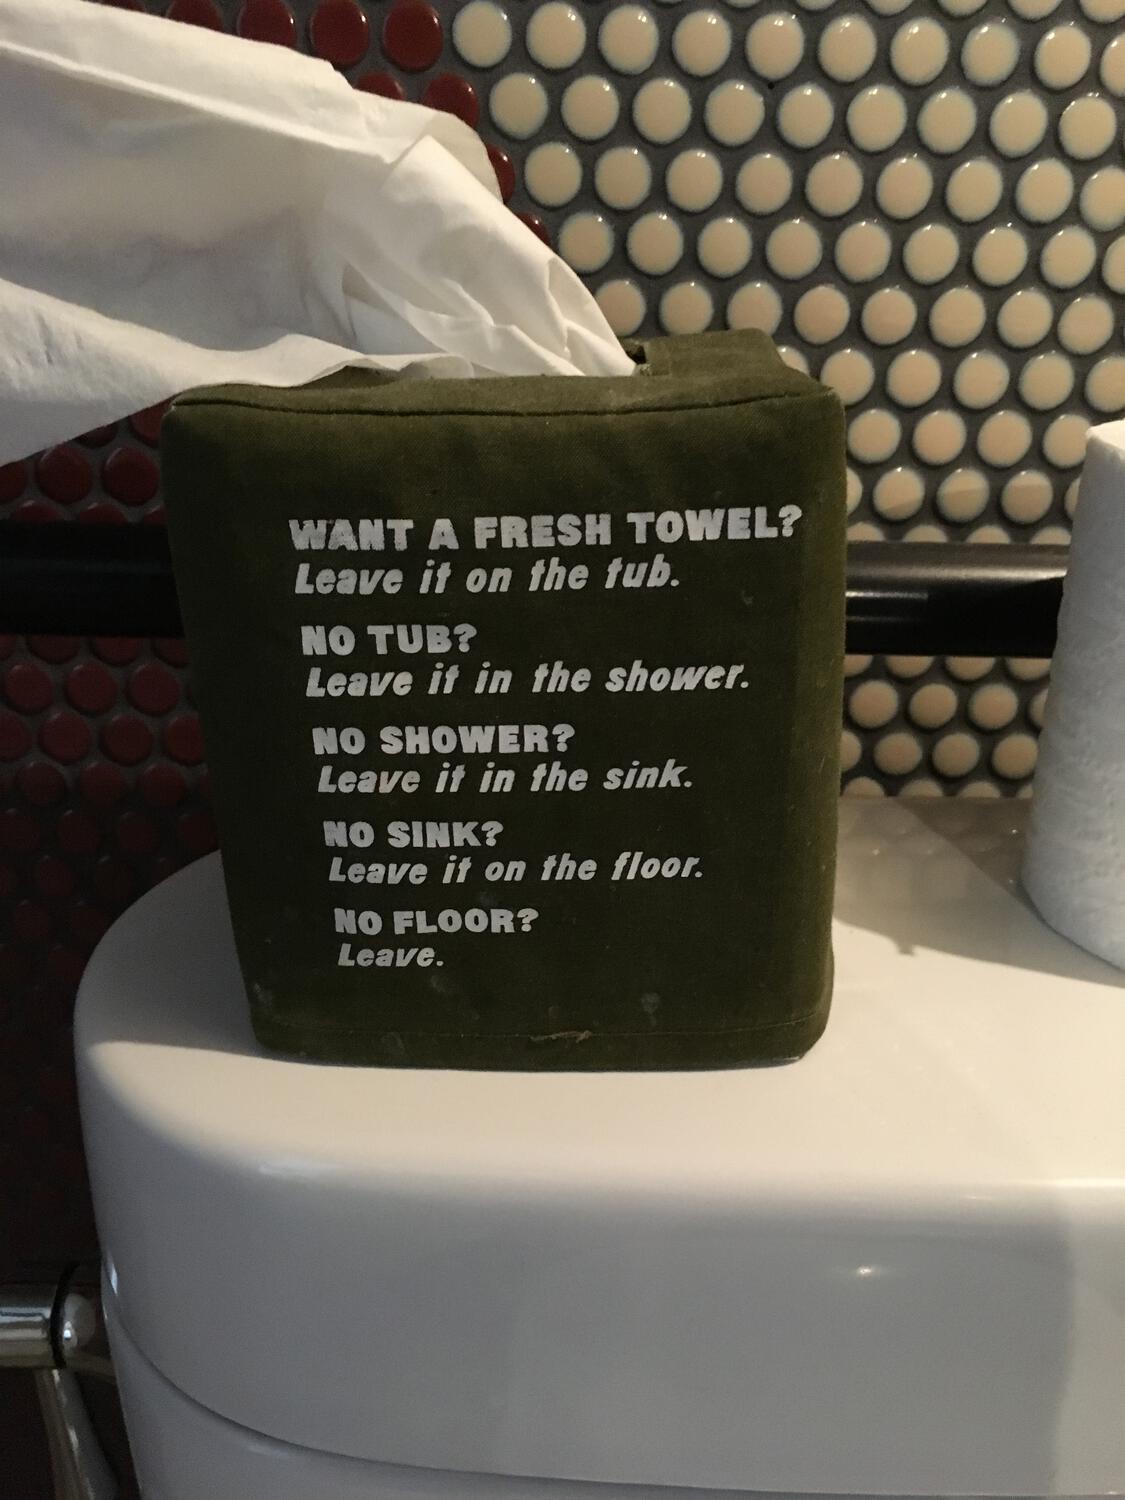 WANT A FRESH TOWEL?
Leave it on the tub.
NO TUB?
Leave it in the shower.
NO SHOWER?
Leave it in the sink.
NO SINK?
Leave it on the floor.
NO FLOOR?
Leave.